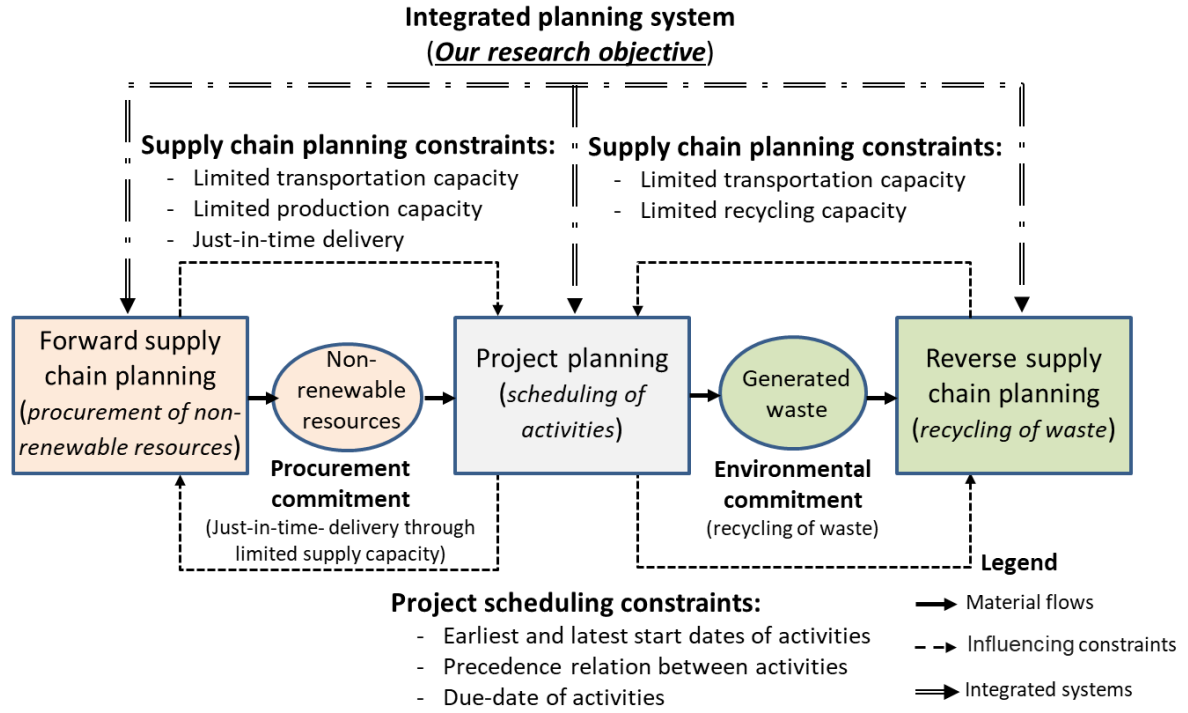 Integrated planning system
(Our research objective)
Supply chain planning constraints:
- Limited transportation capacity
- Limited production capacity
- Just-in-time delivery
Supply chain planning constraints:
- Limited transportation capacity
- Limited recycling capacity
Forward supply
chain planning
(procurement of non-
renewable resources)
Non-
renewable
resources
Project planning
(scheduling of
activities)
Generated
waste
Reverse supply
chain planning
(recycling of waste)
Procurement
commitment
(Just-in-time- delivery through
limited supply capacity)
Environmental
commitment
(recycling of waste)
Project scheduling constraints:
- Earliest and latest start dates of activities
- Precedence relation between activities
- Due-date of activities
Legend
Material flows
Influencing constraints
Integrated systems